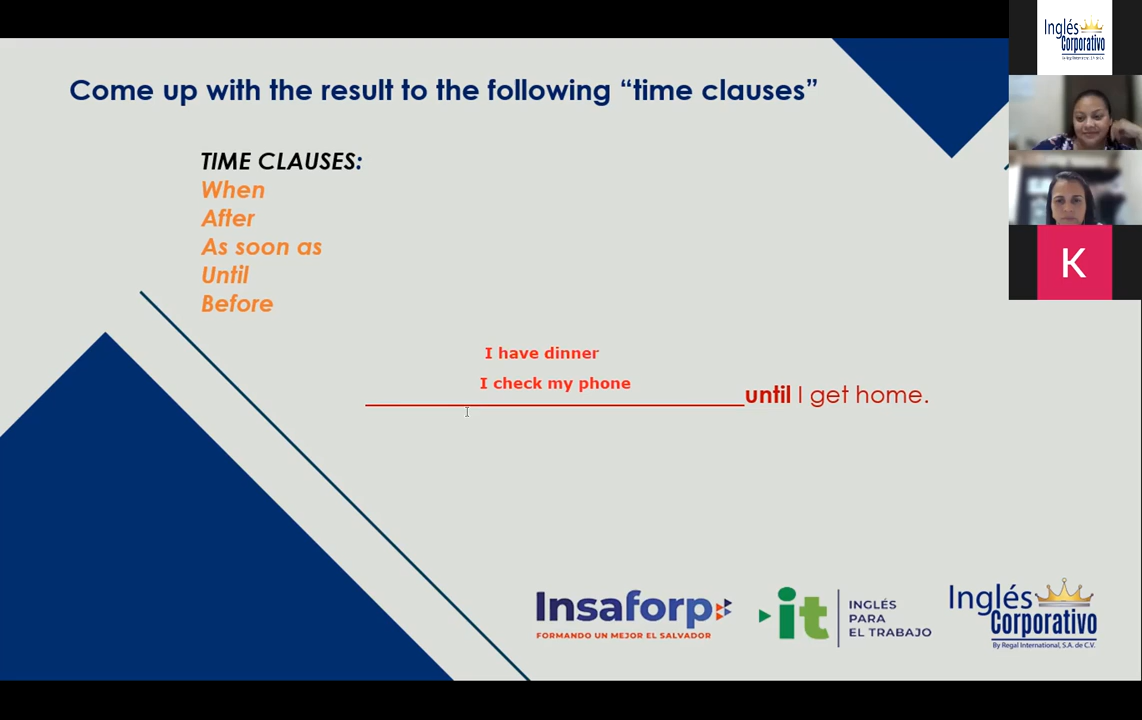 Come up with the result to the following “time clauses”
TIME CLAUSES:
When
After
As soon as
Until
Before
I have dinner
I check my phone
until I get home.
Insaforp
FORMANDO UN MEJOR EL SALVADOR
it
INGLÉS
PARA
EL TRABAJO
Inglés
Corporativo
By Regal International, S.A. de C.V.
Inglés
Corporativo
K